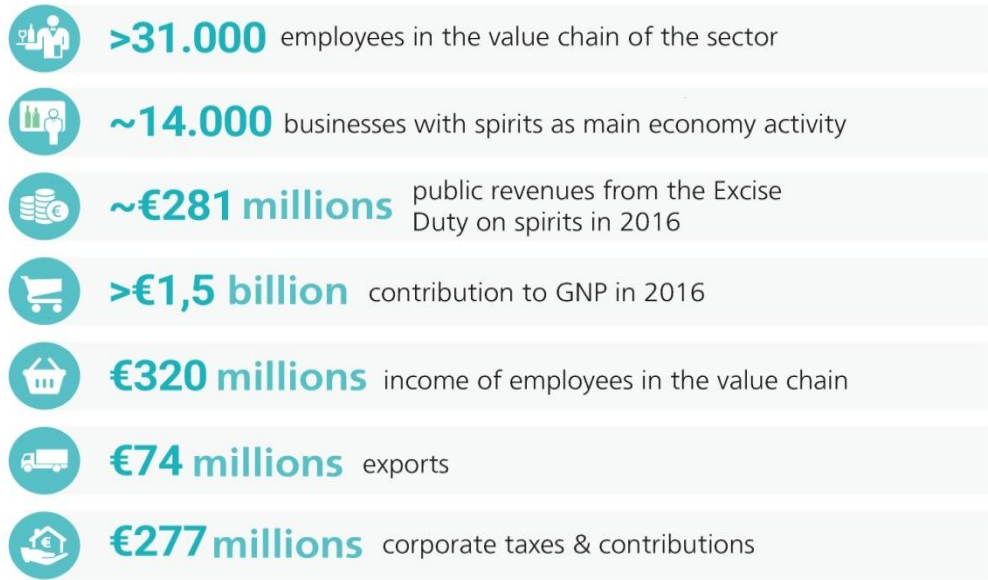 >31.000 employees in the value chain of the sector
~14.000 businesses with spirits as main economy activity
~€281 millions public revenues from the Excise
Duty on spirits in 2016
>€1,5 billion contribution to GNP in 2016
€320 millions income of employees in the value chain
€74 millions exports
€277 millions corporate taxes & contributions